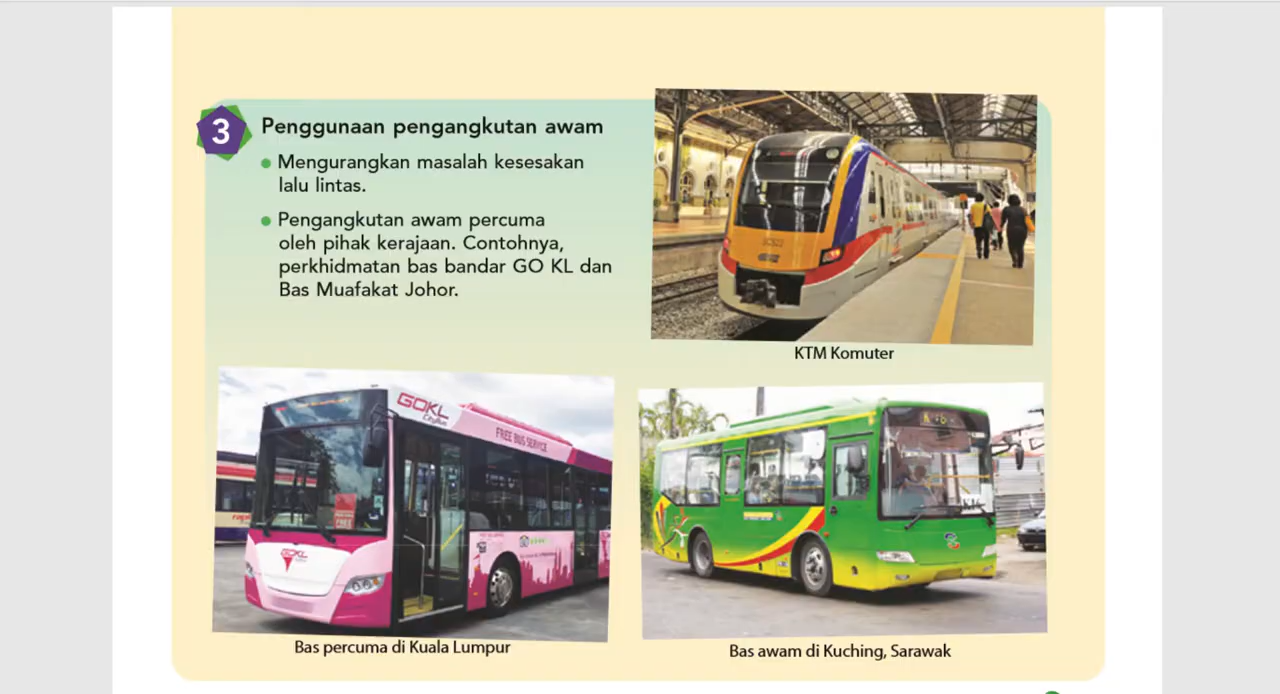 3
Penggunaan pengangkutan awam
Mengurangkan masalah kesesakan
lalu lintas.
Pengangkutan awam percuma
oleh pihak kerajaan. Contohnya,
perkhidmatan bas bandar GO KL dan
Bas Muafakat Johor.
KTM Komuter
GOKL
CityBus
FREE BUS SERVICE
FREE
GOKL
Bas percuma di Kuala Lumpur
Bas awam di Kuching, Sarawak